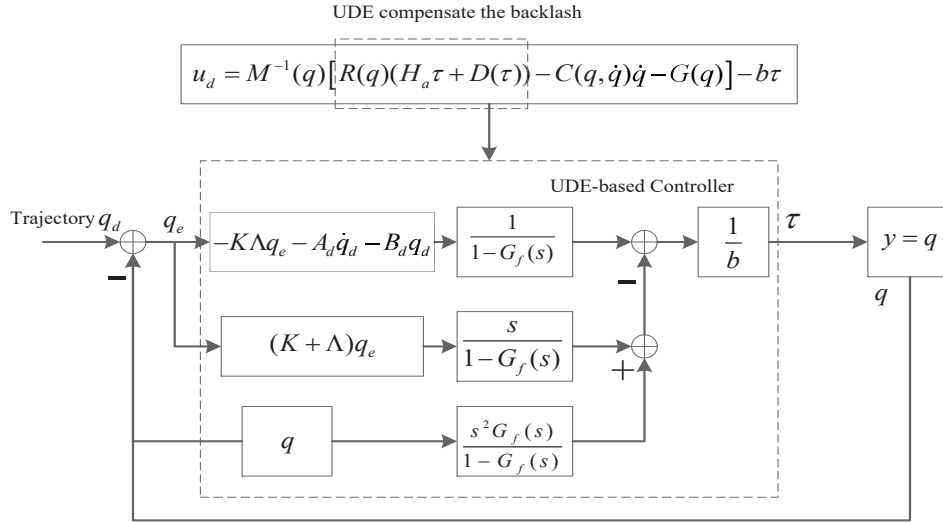 UDE compensate the backlash
u_d = M^{-1}(q)[R(q)(H_a τ + D(τ)) − C(q, q̇)q̇ − G(q)] − bτ
UDE-based Controller
Trajectory q_d
q_e
−KΛq_e − A_d q̇_d − B_d q_d
1 / (1 − G_f(s))
1 / b
τ
y = q
−
−
q
(K + Λ)q_e
s / (1 − G_f(s))
+
q
s^2 G_f(s) / (1 − G_f(s))